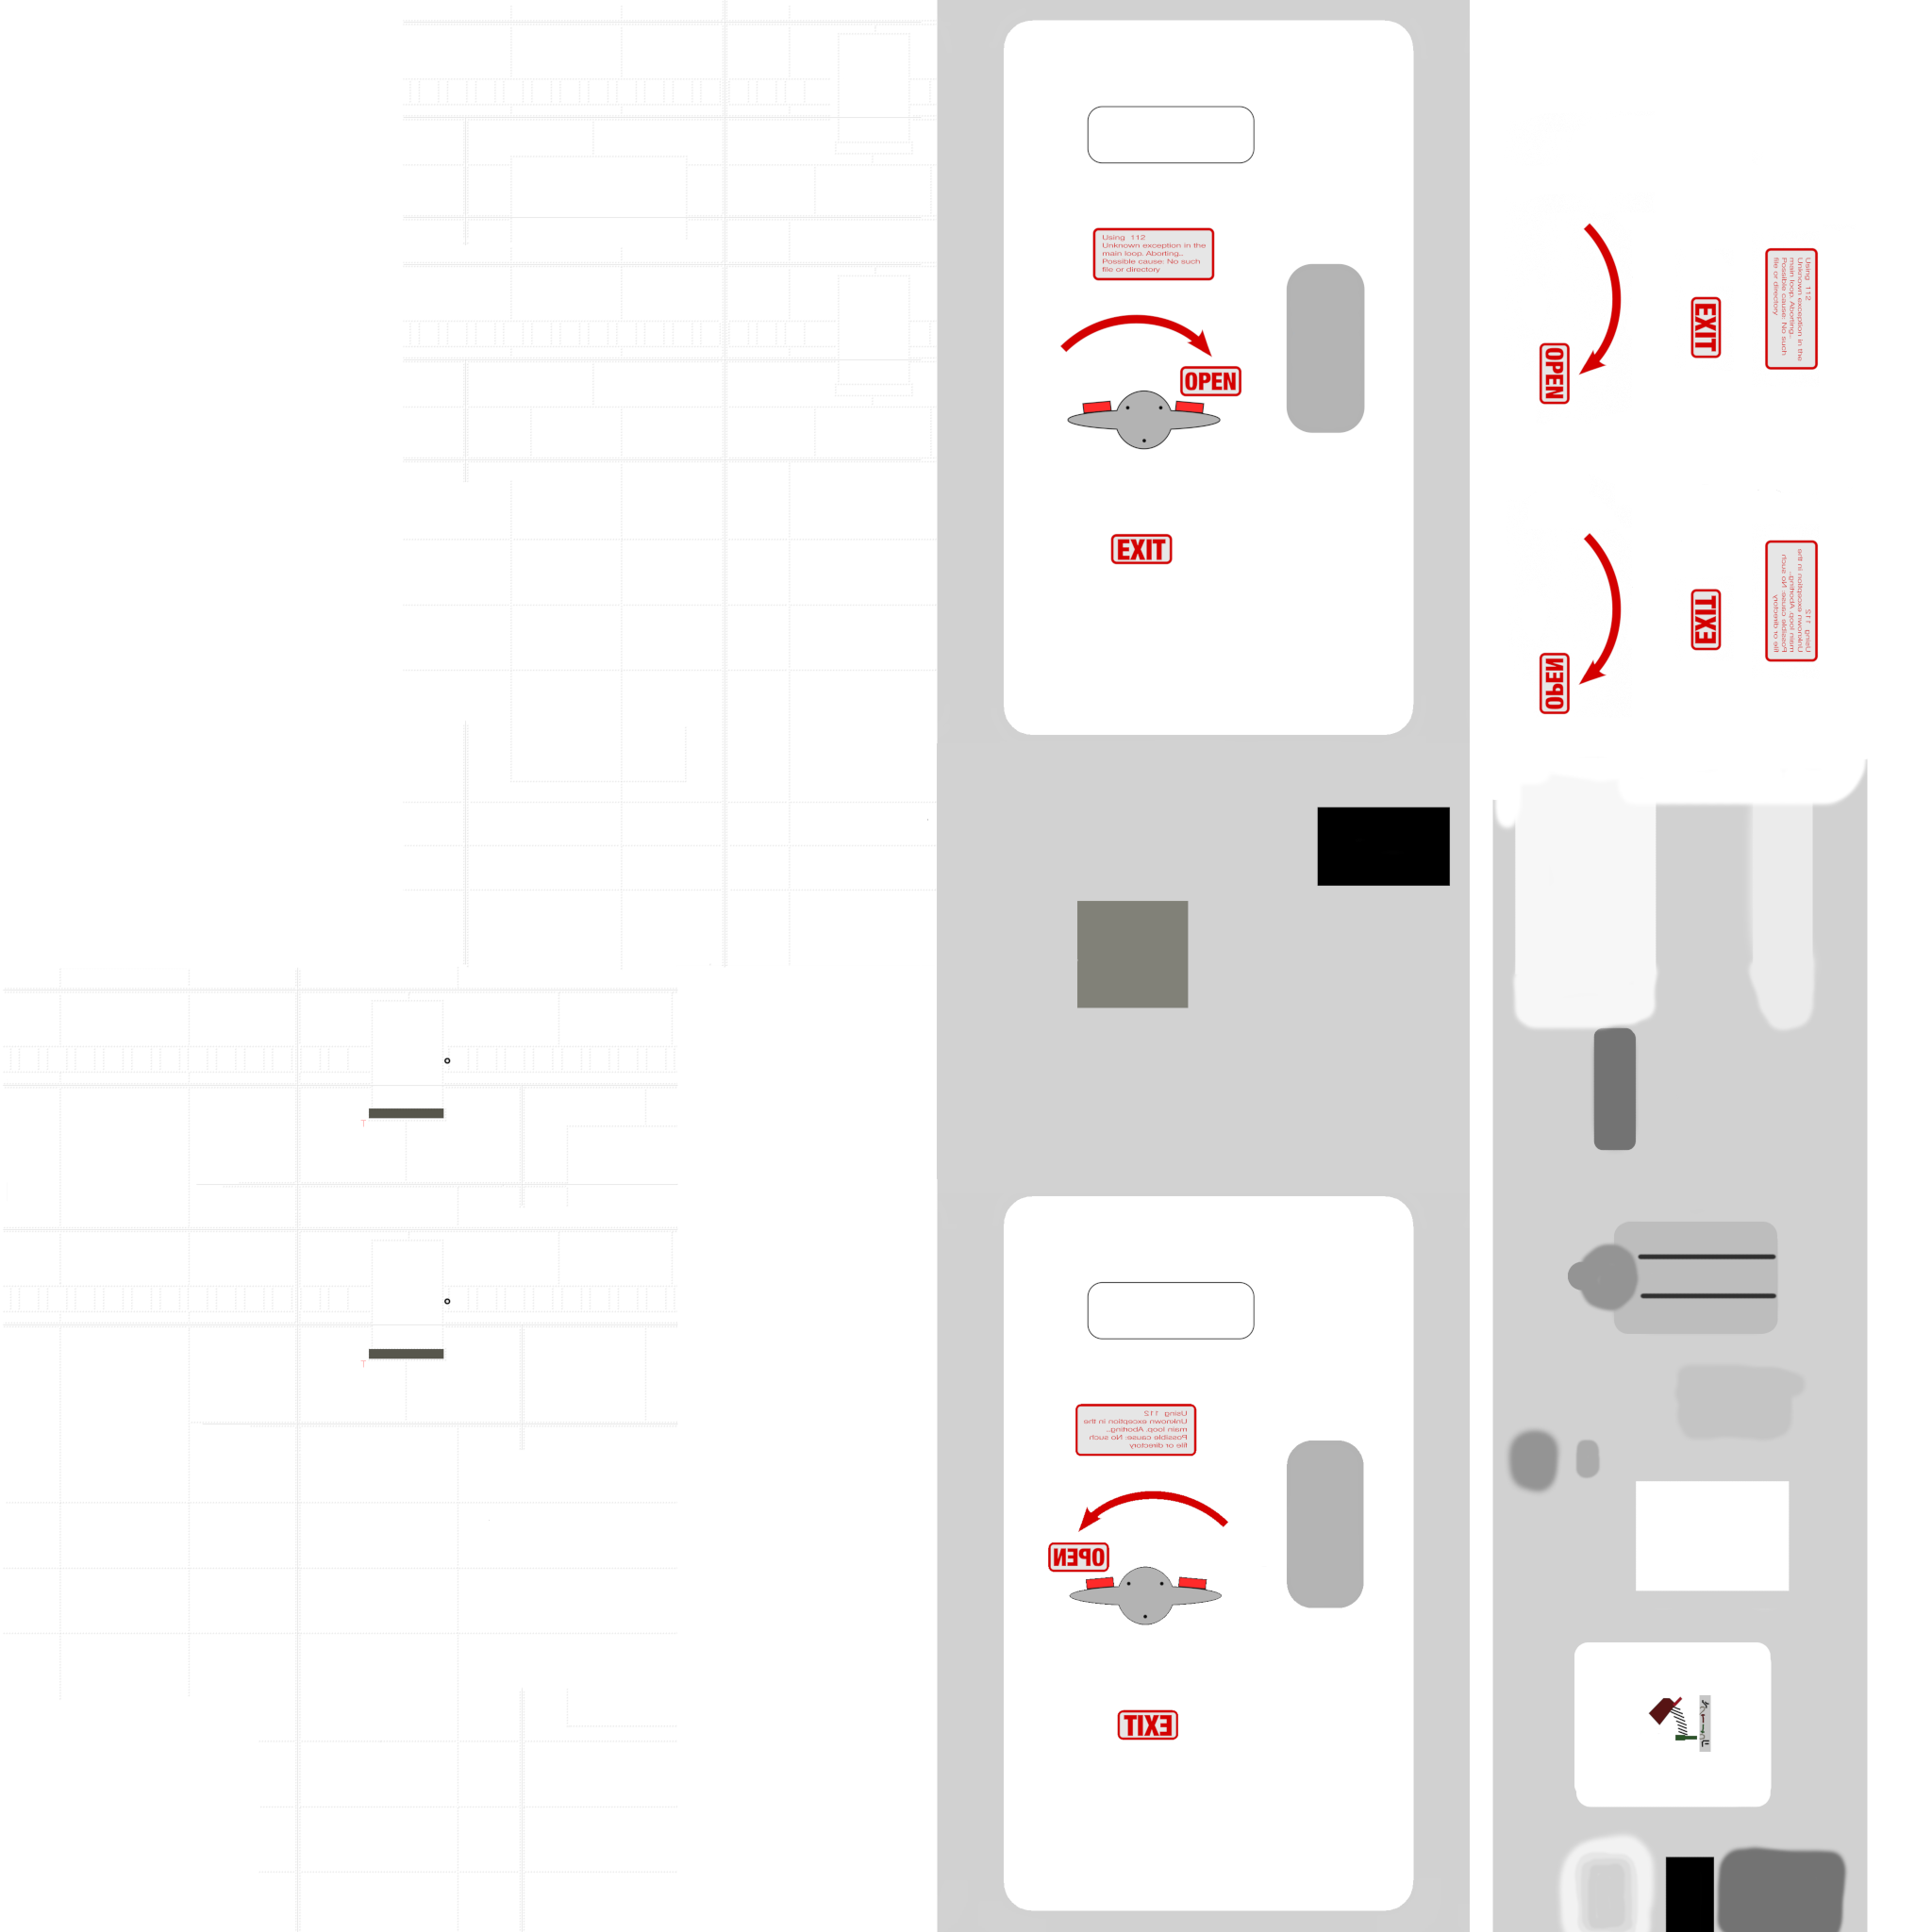 Using 112
Unknown exception in the
main loop. Aborting...
Possible cause: No such
file or directory
OPEN
EXIT
Using 112
Unknown exception in the
main loop. Aborting...
Possible cause: No such
file or directory
EXIT
OPEN
Using 112
Unknown exception in the
main loop. Aborting...
Possible cause: No such
file or directory
EXIT
OPEN
T
T
Using 112
Unknown exception in the
main loop. Aborting...
Possible cause: No such
file or directory
OPEN
EXIT